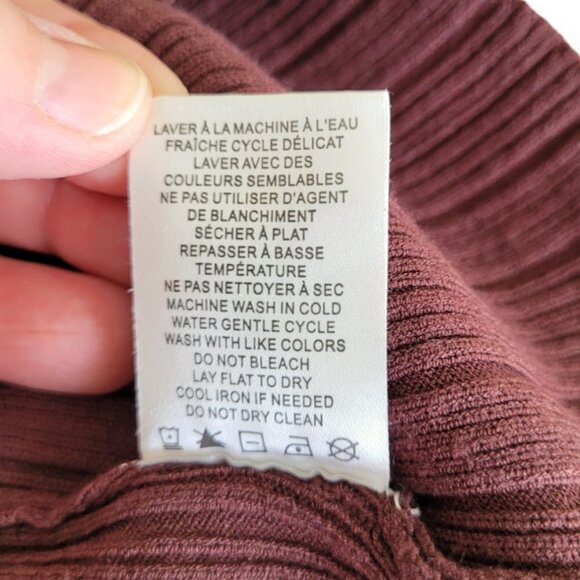 LAVER À LA MACHINE À L'EAU
FRAÎCHE CYCLE DÉLICAT
LAVER AVEC DES
COULEURS SEMBLABLES
NE PAS UTILISER D'AGENT
DE BLANCHIMENT
SÉCHER À PLAT
REPASSER À BASSE
TEMPÉRATURE
NE PAS NETTOYER À SEC
MACHINE WASH IN COLD
WATER GENTLE CYCLE
WASH WITH LIKE COLORS
DO NOT BLEACH
LAY FLAT TO DRY
COOL IRON IF NEEDED
DO NOT DRY CLEAN